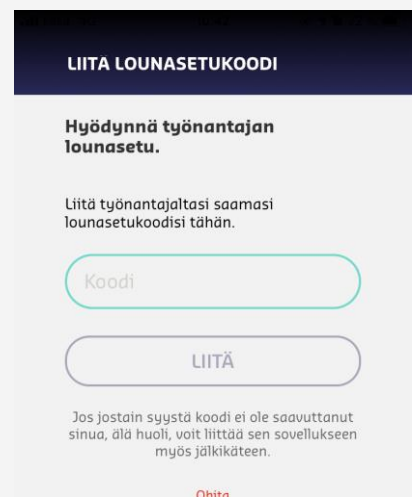 LIITÄ LOUNASETUKOODI
Hyödynnä työnantajan
lounasetu.
Liitä työnantajaltasi saamasi
lounasetukoodisi tähän.
Koodi
LIITÄ
Jos jostain syystä koodi ei ole saavuttanut
sinua, älä huoli, voit liittää sen sovellukseen
myös jälkikäteen.
Ohita